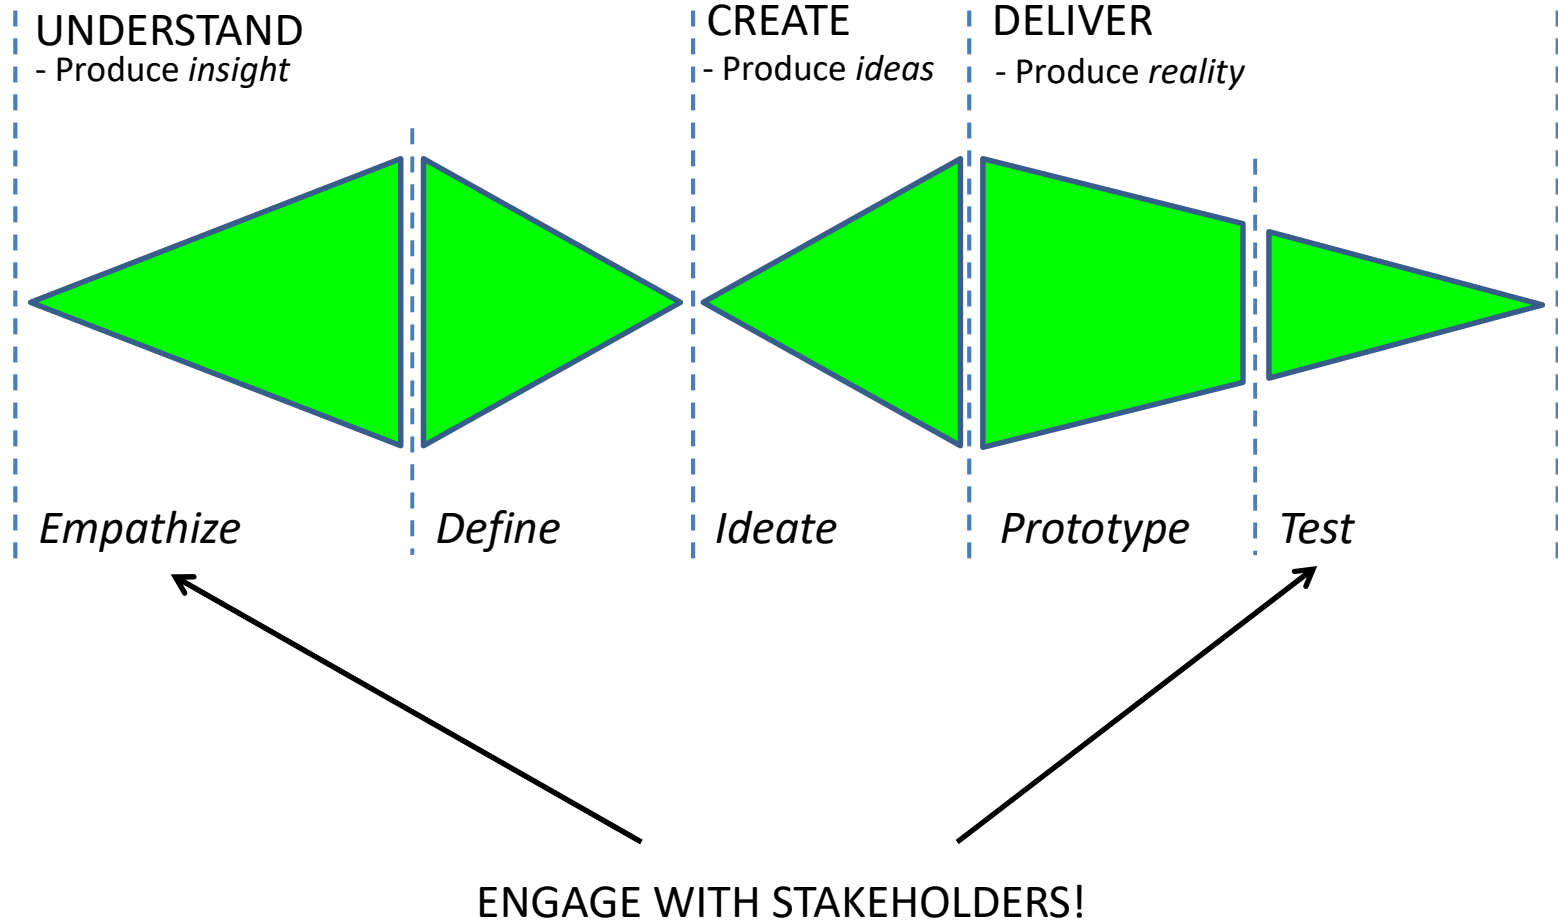 UNDERSTAND
- Produce insight
CREATE
- Produce ideas
DELIVER
- Produce reality
Empathize
Define
Ideate
Prototype
Test
ENGAGE WITH STAKEHOLDERS!